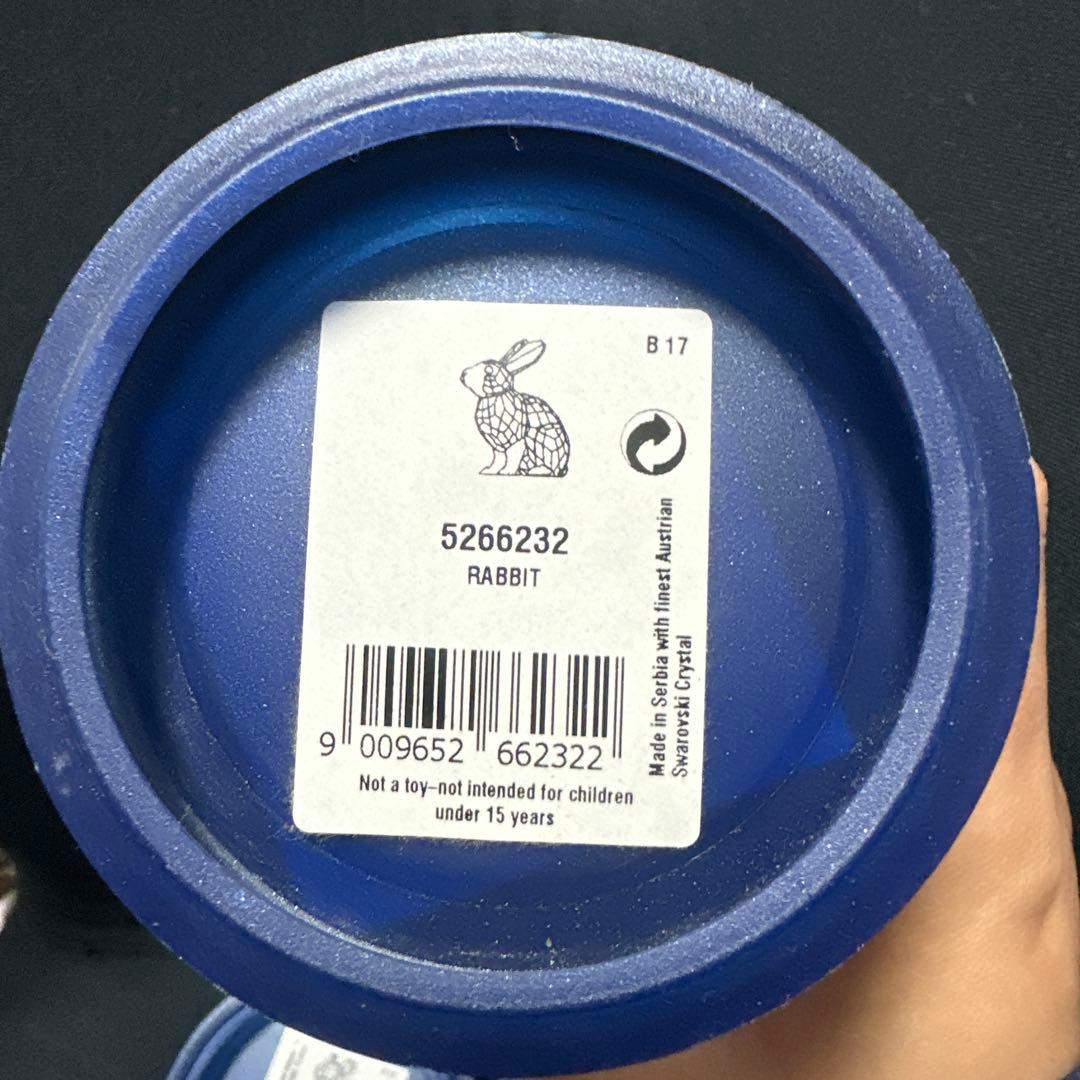 B 17
5266232
RABBIT
Made in Serbia with finest Austrian
Swarovski Crystal
9 009652 662322
Not a toy–not intended for children
under 15 years